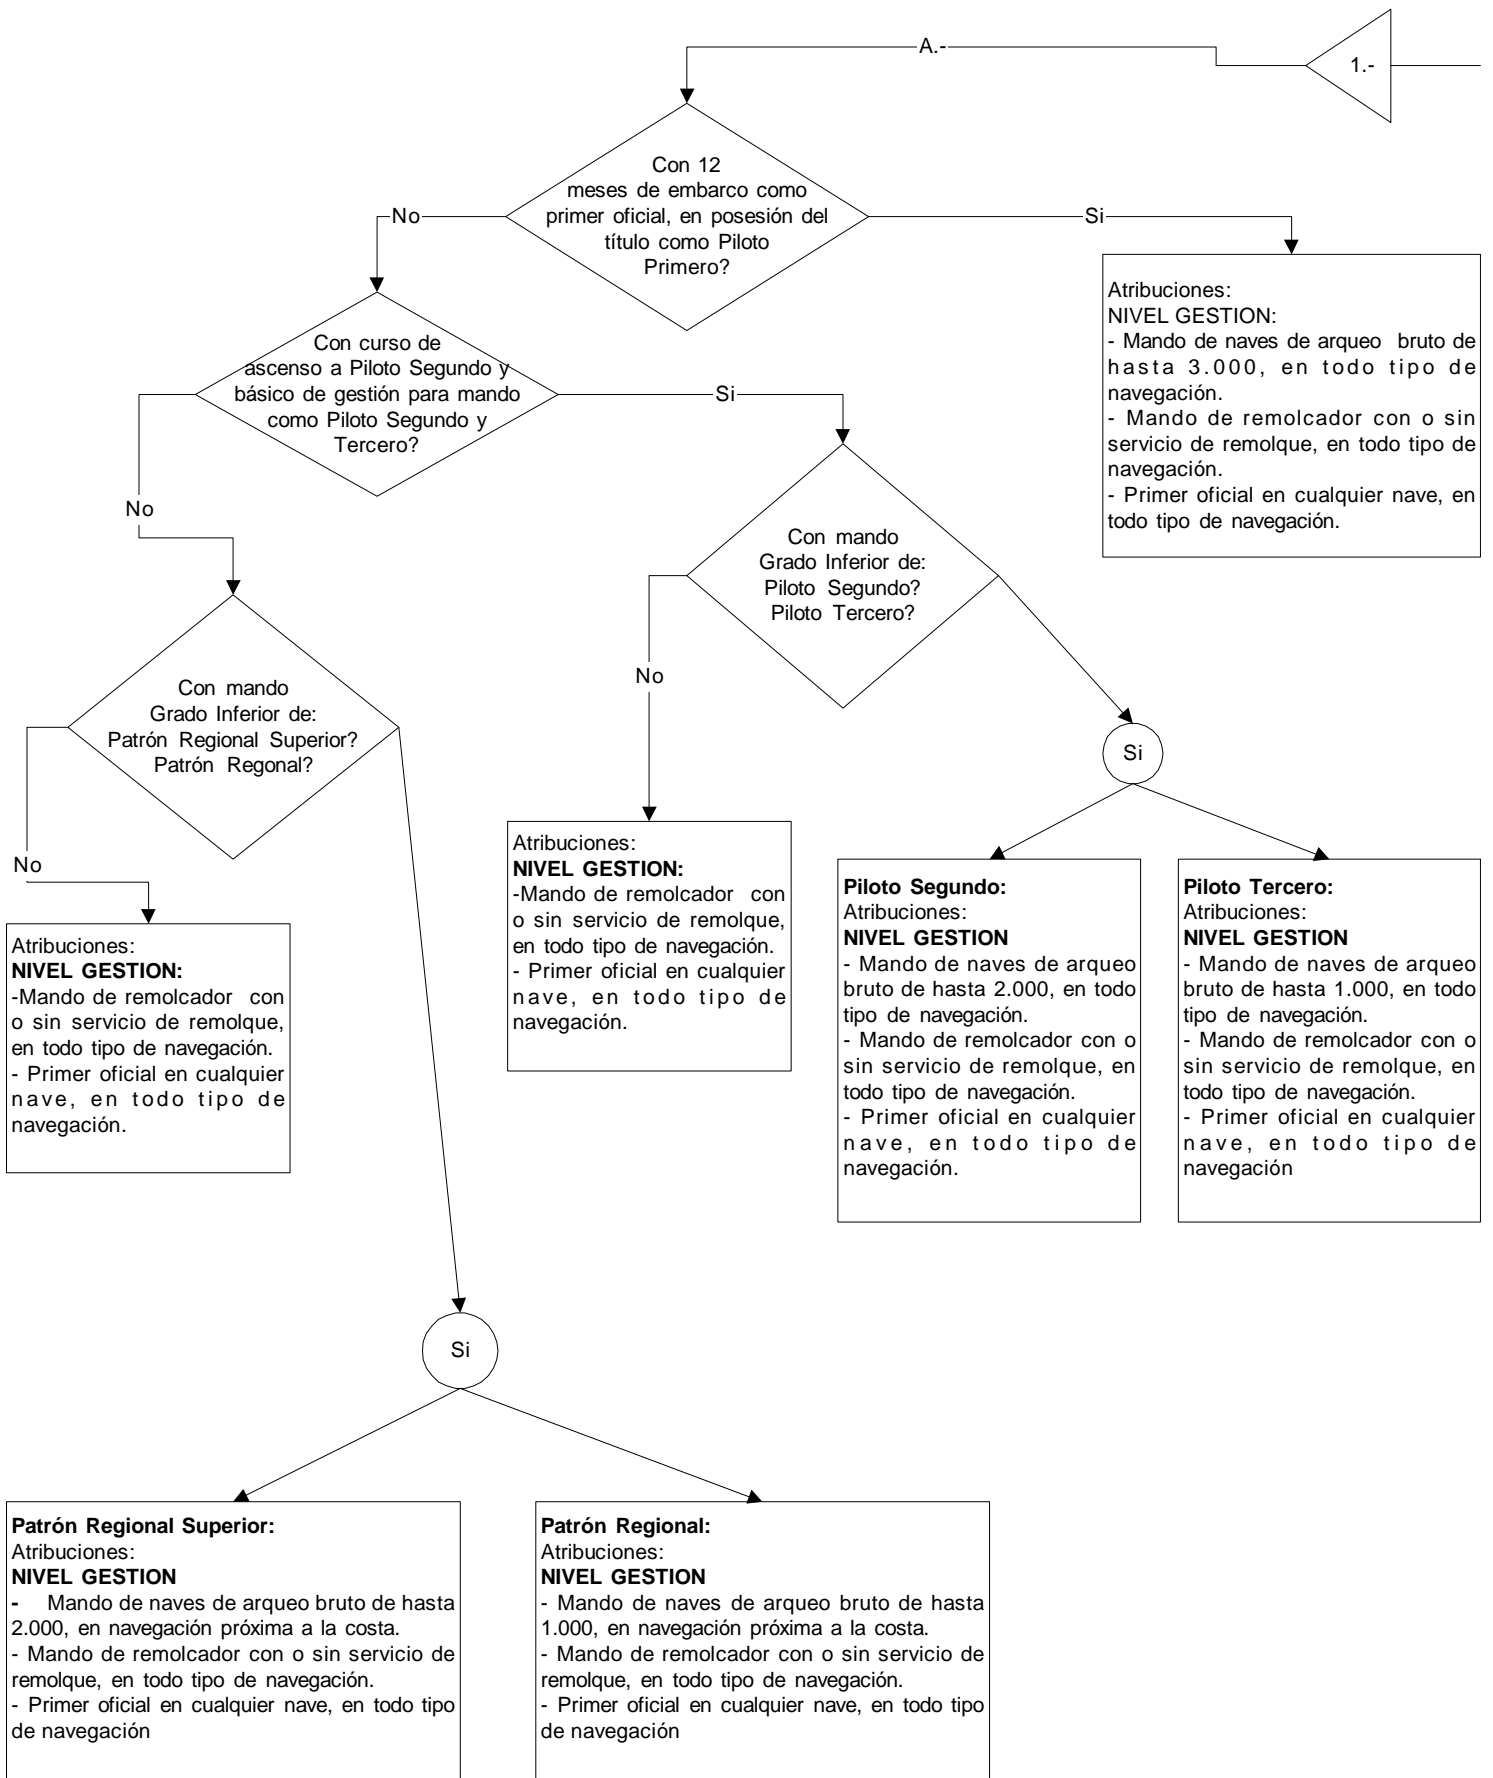 A.-
1.-
Con 12
meses de embarco como
primer oficial, en posesión del
título como Piloto
Primero?
No
Si
Atribuciones:
NIVEL GESTION:
- Mando de naves de arqueo bruto de
hasta 3.000, en todo tipo de
navegación.
- Mando de remolcador con o sin
servicio de remolque, en todo tipo de
navegación.
- Primer oficial en cualquier nave, en
todo tipo de navegación.
Con curso de
ascenso a Piloto Segundo y
básico de gestión para mando
como Piloto Segundo y
Tercero?
Si
No
Con mando
Grado Inferior de:
Piloto Segundo?
Piloto Tercero?
No
Si
Con mando
Grado Inferior de:
Patrón Regional Superior?
Patrón Regonal?
No
Atribuciones:
NIVEL GESTION:
-Mando de remolcador con
o sin servicio de remolque,
en todo tipo de navegación.
- Primer oficial en cualquier
nave, en todo tipo de
navegación.
Piloto Segundo:
Atribuciones:
NIVEL GESTION
- Mando de naves de arqueo
bruto de hasta 2.000, en todo
tipo de navegación.
- Mando de remolcador con o
sin servicio de remolque, en
todo tipo de navegación.
- Primer oficial en cualquier
nave, en todo tipo de
navegación.
Piloto Tercero:
Atribuciones:
NIVEL GESTION
- Mando de naves de arqueo
bruto de hasta 1.000, en todo
tipo de navegación.
- Mando de remolcador con o
sin servicio de remolque, en
todo tipo de navegación.
- Primer oficial en cualquier
nave, en todo tipo de
navegación
Atribuciones:
NIVEL GESTION:
-Mando de remolcador con
o sin servicio de remolque,
en todo tipo de navegación.
- Primer oficial en cualquier
nave, en todo tipo de
navegación.
Si
Patrón Regional Superior:
Atribuciones:
NIVEL GESTION
- Mando de naves de arqueo bruto de hasta
2.000, en navegación próxima a la costa.
- Mando de remolcador con o sin servicio de
remolque, en todo tipo de navegación.
- Primer oficial en cualquier nave, en todo tipo
de navegación
Patrón Regional:
Atribuciones:
NIVEL GESTION
- Mando de naves de arqueo bruto de hasta
1.000, en navegación próxima a la costa.
- Mando de remolcador con o sin servicio de
remolque, en todo tipo de navegación.
- Primer oficial en cualquier nave, en todo tipo
de navegación